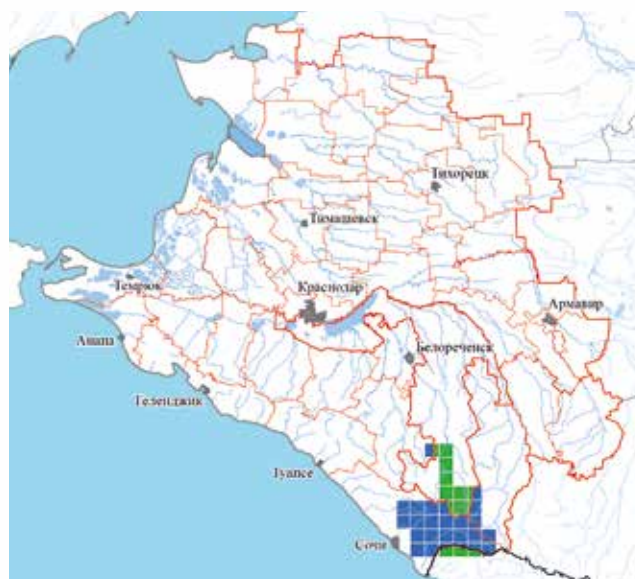 Тихорецк
Тимашевск
Темрюк
Краснодар
Армавир
Анапа
Белореченск
Геленджик
Туапсе
Сочи